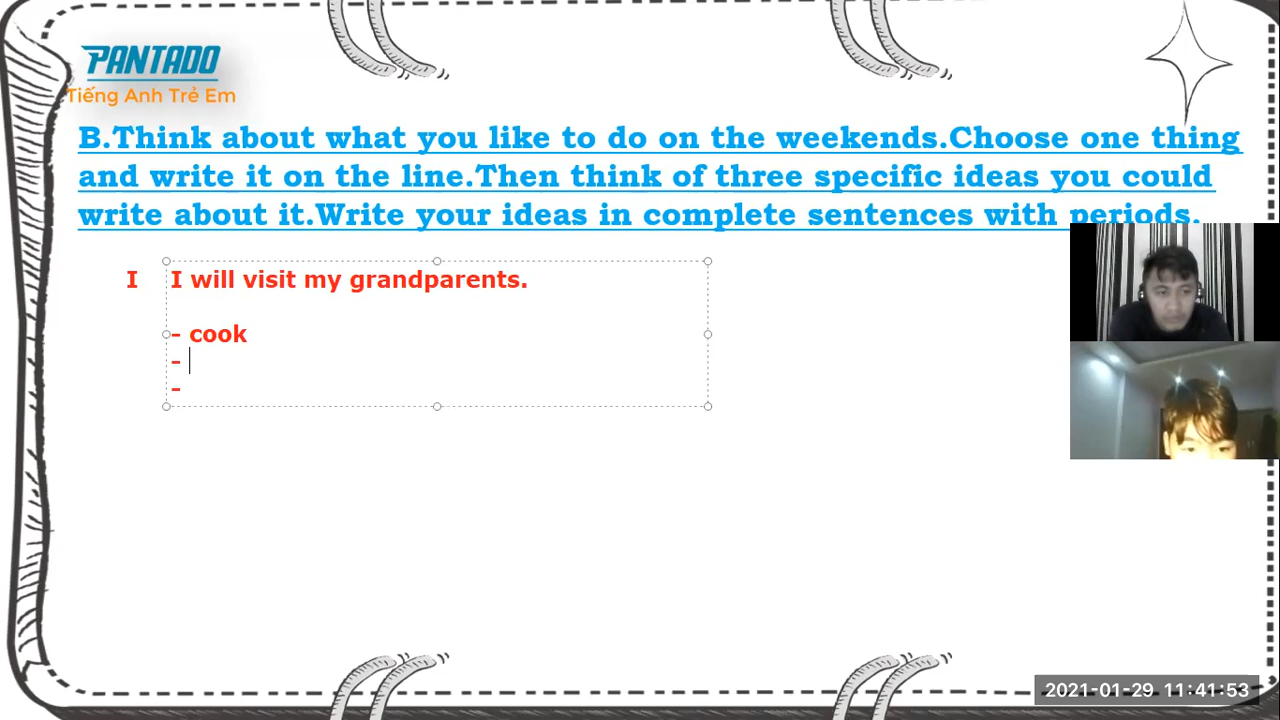 PANTADO
Tiếng Anh Trẻ Em
B.Think about what you like to do on the weekends.Choose one thing
and write it on the line.Then think of three specific ideas you could
write about it.Write your ideas in complete sentences with periods.
I I will visit my grandparents.
- cook
-
-
2021-01-29 11:41:53